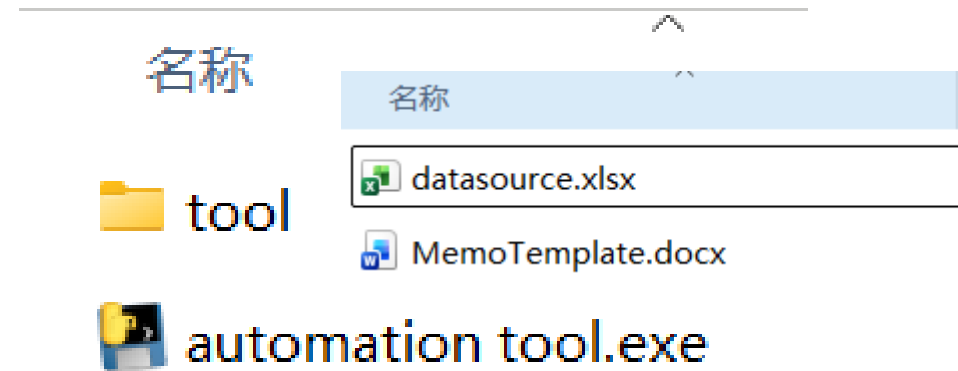 名称
tool
automation tool.exe
名称
datasource.xlsx
MemoTemplate.docx